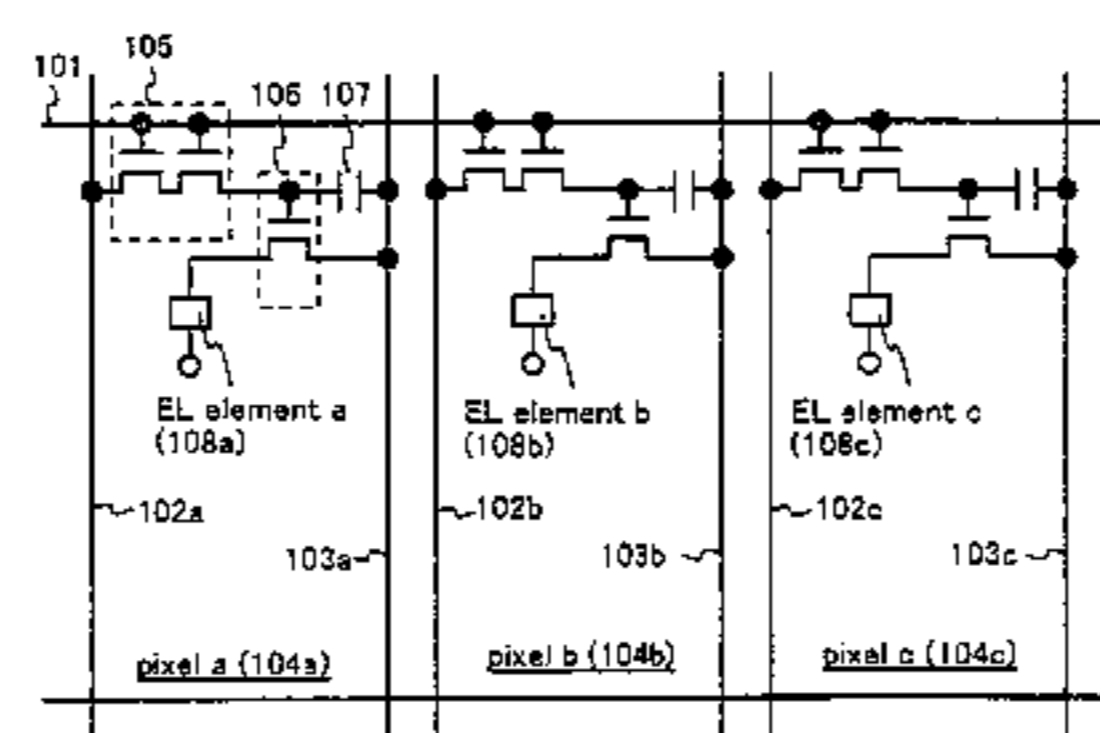 105
101
106 107
EL element a
(108a)
EL element b
(108b)
EL element c
(108c)
102a
102b
102c
103a
103b
103c
pixel a (104a)
pixel b (104b)
pixel c (104c)